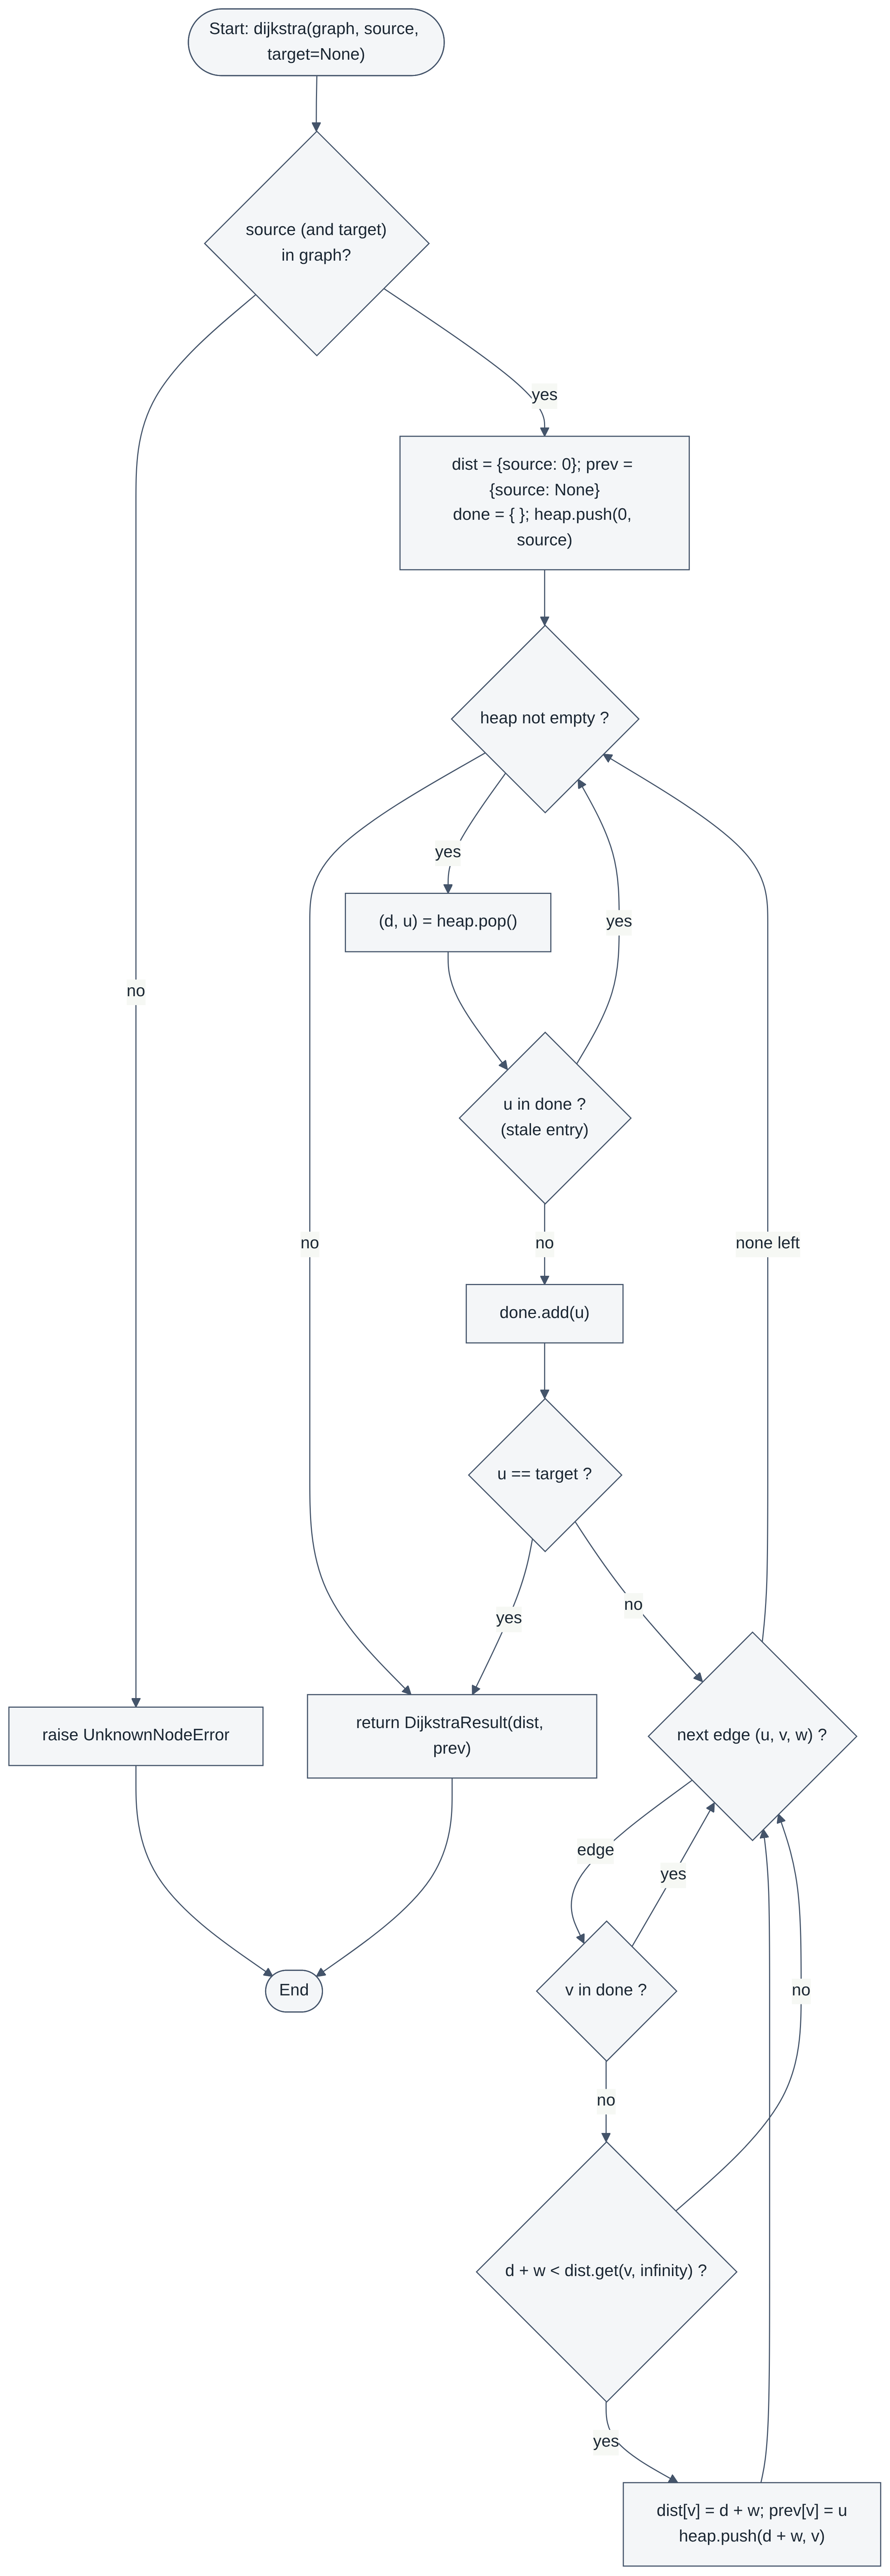 Start: dijkstra(graph, source,
target=None)
source (and target)
in graph?
yes
dist = {source: 0}; prev =
{source: None}
done = { }; heap.push(0,
source)
heap not empty ?
yes
(d, u) = heap.pop()
yes
no
u in done ?
(stale entry)
no
no
none left
done.add(u)
u == target ?
no
yes
raise UnknownNodeError
return DijkstraResult(dist,
prev)
next edge (u, v, w) ?
edge
yes
End
v in done ?
no
no
d + w < dist.get(v, infinity) ?
yes
dist[v] = d + w; prev[v] = u
heap.push(d + w, v)